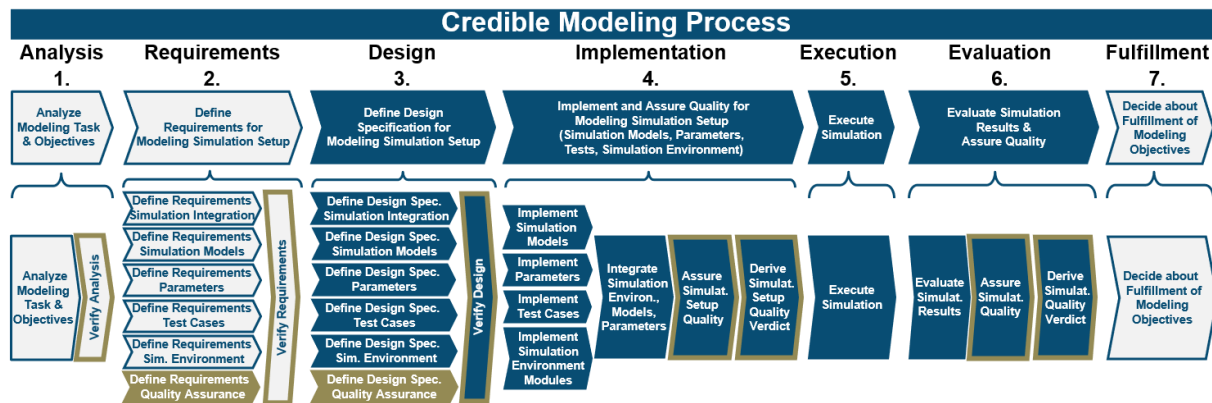 Credible Modeling Process
Analysis
1.
Requirements
2.
Design
3.
Implementation
4.
Execution
5.
Evaluation
6.
Fulfillment
7.
Analyze
Modeling Task
& Objectives
Define
Requirements for
Modeling Simulation Setup
Define Design
Specification for
Modeling Simulation Setup
Implement and Assure Quality for
Modeling Simulation Setup
(Simulation Models, Parameters,
Tests, Simulation Environment)
Execute
Simulation
Evaluate Simulation
Results &
Assure Quality
Decide about
Fulfillment of
Modeling
Objectives
Analyze
Modeling
Task &
Objectives
Verify Analysis
Define Requirements
Simulation Integration
Define Requirements
Simulation Models
Define Requirements
Parameters
Define Requirements
Test Cases
Define Requirements
Sim. Environment
Define Requirements
Quality Assurance
Verify Requirements
Define Design Spec.
Simulation Integration
Define Design Spec.
Simulation Models
Define Design Spec.
Parameters
Define Design Spec.
Test Cases
Define Design Spec.
Sim. Environment
Define Design Spec.
Quality Assurance
Verify Design
Implement
Simulation
Models
Implement
Parameters
Implement
Test Cases
Implement
Simulation
Environment
Modules
Integrate
Simulation
Environ.,
Models,
Parameters
Assure
Simulat.
Setup
Quality
Derive
Simulat.
Setup
Quality
Verdict
Execute
Simulation
Evaluate
Simulat.
Results
Assure
Simulat.
Quality
Derive
Simulat.
Quality
Verdict
Decide about
Fulfillment of
Modeling
Objectives